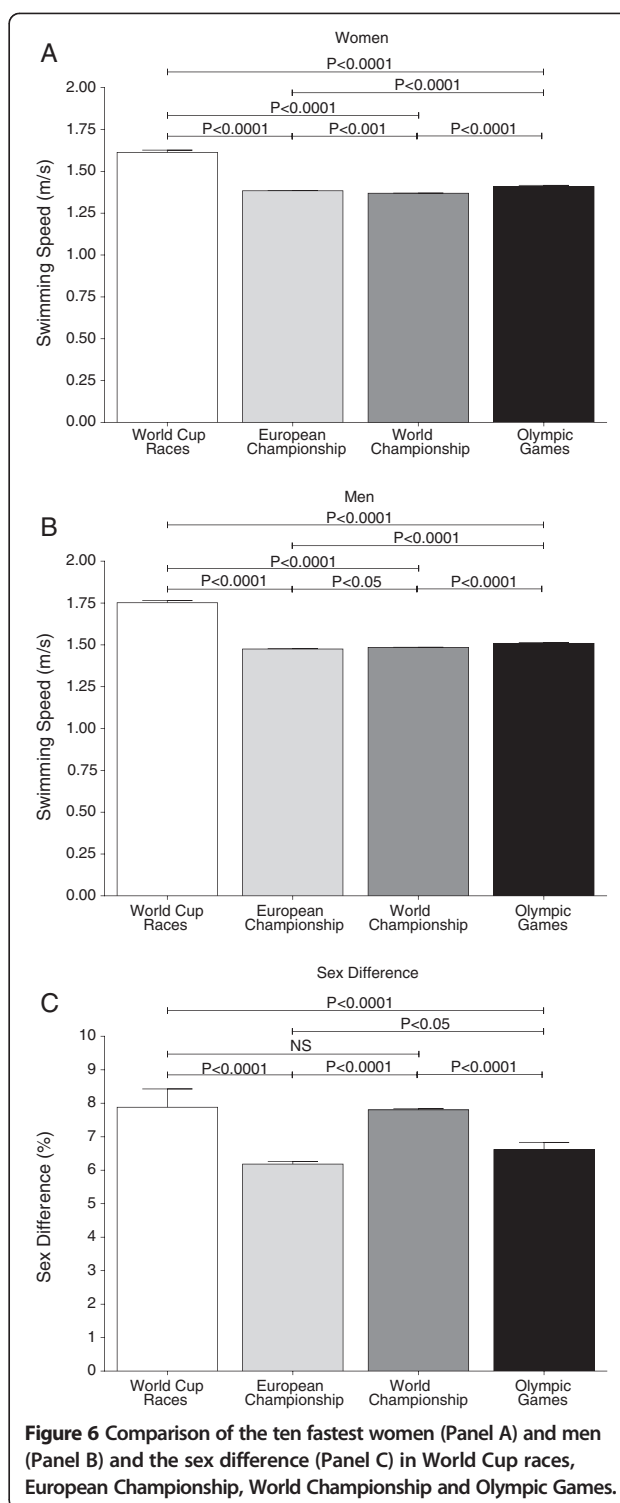 A
Women
P<0.0001
P<0.0001
P<0.0001
P<0.0001 P<0.001 P<0.0001
2.00
1.75
1.50
1.25
1.00
0.75
0.50
0.25
0.00
Swimming Speed (m/s)
World Cup European World Olympic
Races Championship Championship Games
B
Men
P<0.0001
P<0.0001
P<0.0001
P<0.0001 P<0.05 P<0.0001
2.00
1.75
1.50
1.25
1.00
0.75
0.50
0.25
0.00
Swimming Speed (m/s)
World Cup European World Olympic
Races Championship Championship Games
C
Sex Difference
P<0.0001
P<0.05
NS
P<0.0001 P<0.0001 P<0.0001
10
9
8
7
6
5
4
3
2
1
0
Sex Difference (%)
World Cup European World Olympic
Races Championship Championship Games
Figure 6 Comparison of the ten fastest women (Panel A) and men
(Panel B) and the sex difference (Panel C) in World Cup races,
European Championship, World Championship and Olympic Games.